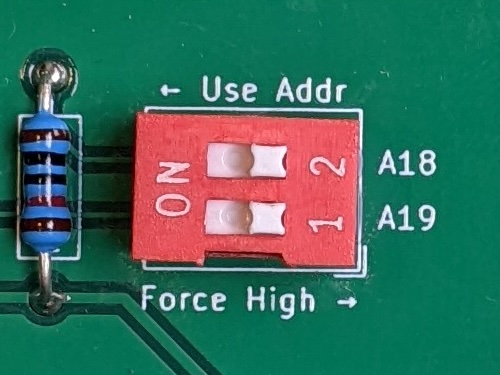 ← Use Addr
ON
2 A18
1 A19
Force High →